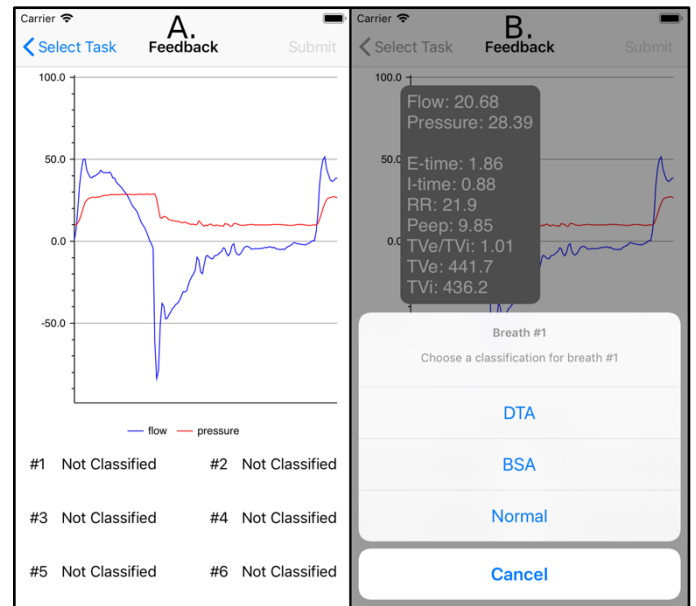 A.
Carrier
Select Task Feedback Submit
100.0
50.0
0.0
-50.0
flow pressure
#1 Not Classified #2 Not Classified
#3 Not Classified #4 Not Classified
#5 Not Classified #6 Not Classified
B.
Carrier
Select Task Feedback Submit
100.0
Flow: 20.68
Pressure: 28.39
50.0
E-time: 1.86
I-time: 0.88
RR: 21.9
Peep: 9.85
0.0
TVe/TVi: 1.01
TVe: 441.7
TVi: 436.2
Breath #1
Choose a classification for breath #1
DTA
BSA
Normal
Cancel